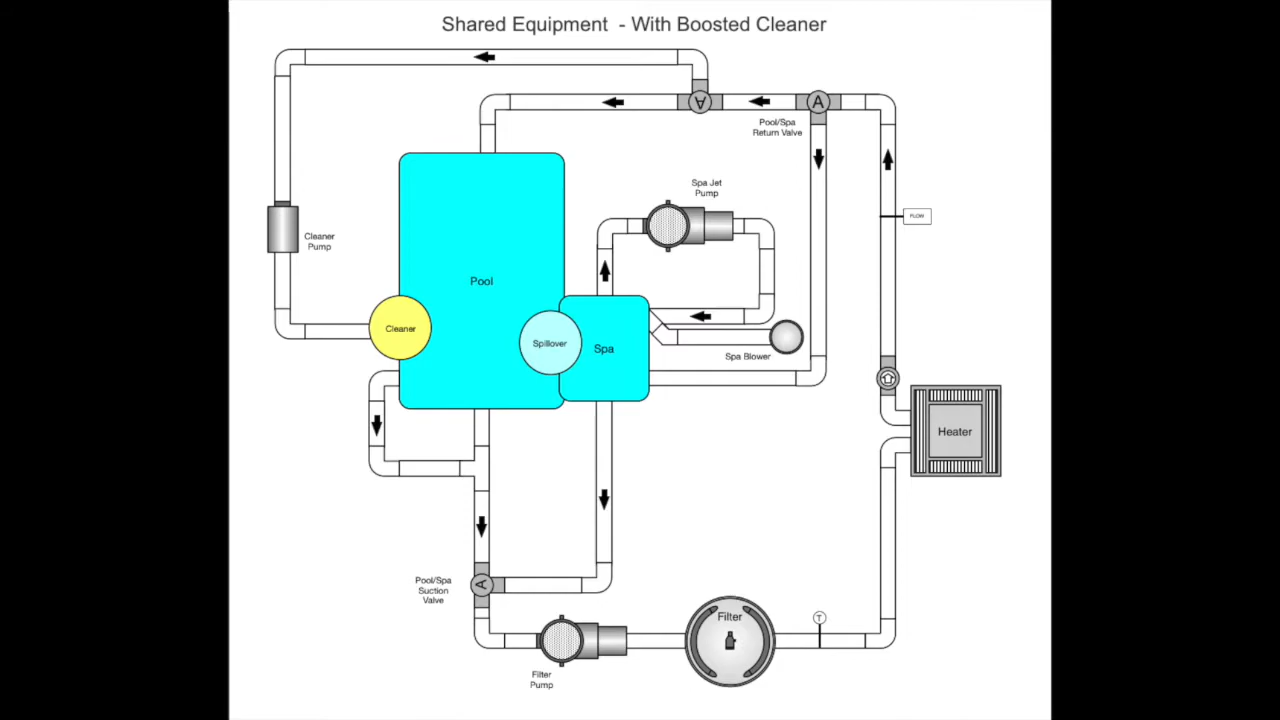 Shared Equipment - With Boosted Cleaner
A
A
Pool/Spa
Return Valve
Spa Jet
Pump
FLOW
Cleaner
Pump
Pool
Cleaner
Spillover
Spa
Spa Blower
Heater
Pool/Spa
Suction
Valve
A
Filter
T
Filter
Pump